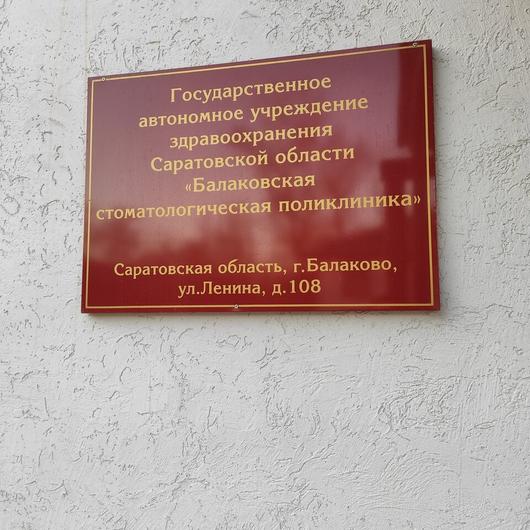 Государственное
автономное учреждение
здравоохранения
Саратовской области
«Балаковская
стоматологическая поликлиника»
Саратовская область, г.Балаково,
ул.Ленина, д.108